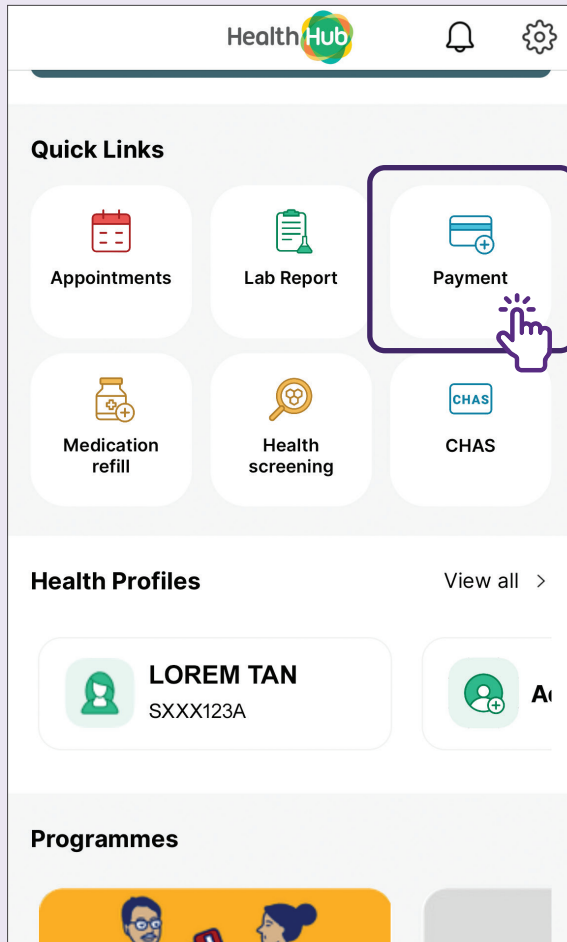 HealthHub
Quick Links
Appointments
Lab Report
Payment
Medication
refill
Health
screening
CHAS
CHAS
Health Profiles
View all >
LOREM TAN
SXXX123A
Programmes